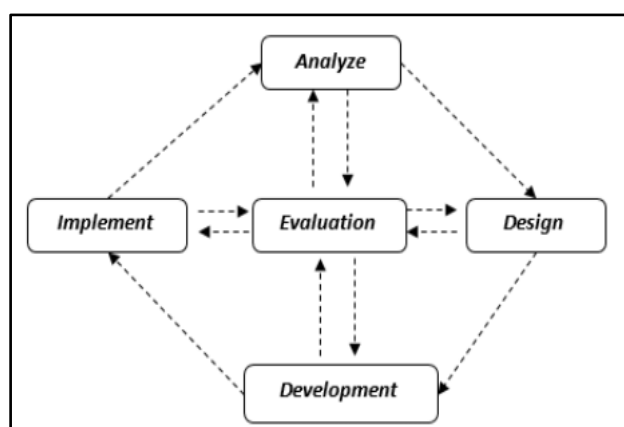 Analyze
Implement
Evaluation
Design
Development